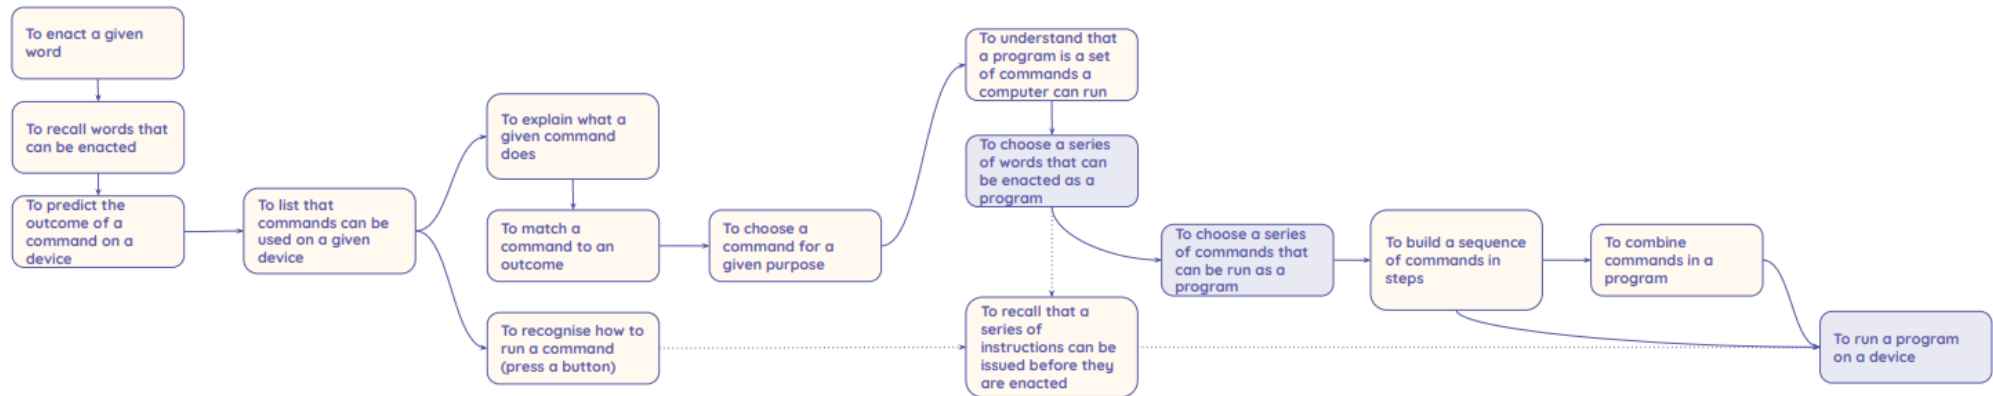 To enact a given
word
To recall words that
can be enacted
To predict the
outcome of a
command on a
device
To list that
commands can be
used on a given
device
To explain what a
given command
does
To match a
command to an
outcome
To recognise how to
run a command
(press a button)
To choose a
command for a
given purpose
To understand that
a program is a set
of commands a
computer can run
To choose a series
of words that can
be enacted as a
program
To recall that a
series of
instructions can be
issued before they
are enacted
To choose a series
of commands that
can be run as a
program
To build a sequence
of commands in
steps
To combine
commands in a
program
To run a program
on a device